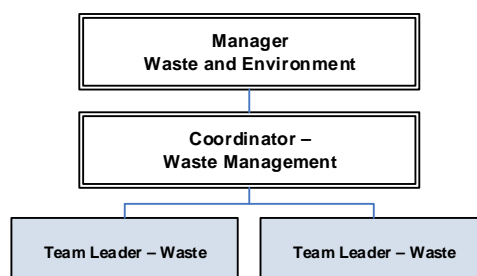 Manager
Waste and Environment
Coordinator –
Waste Management
Team Leader – Waste
Team Leader – Waste